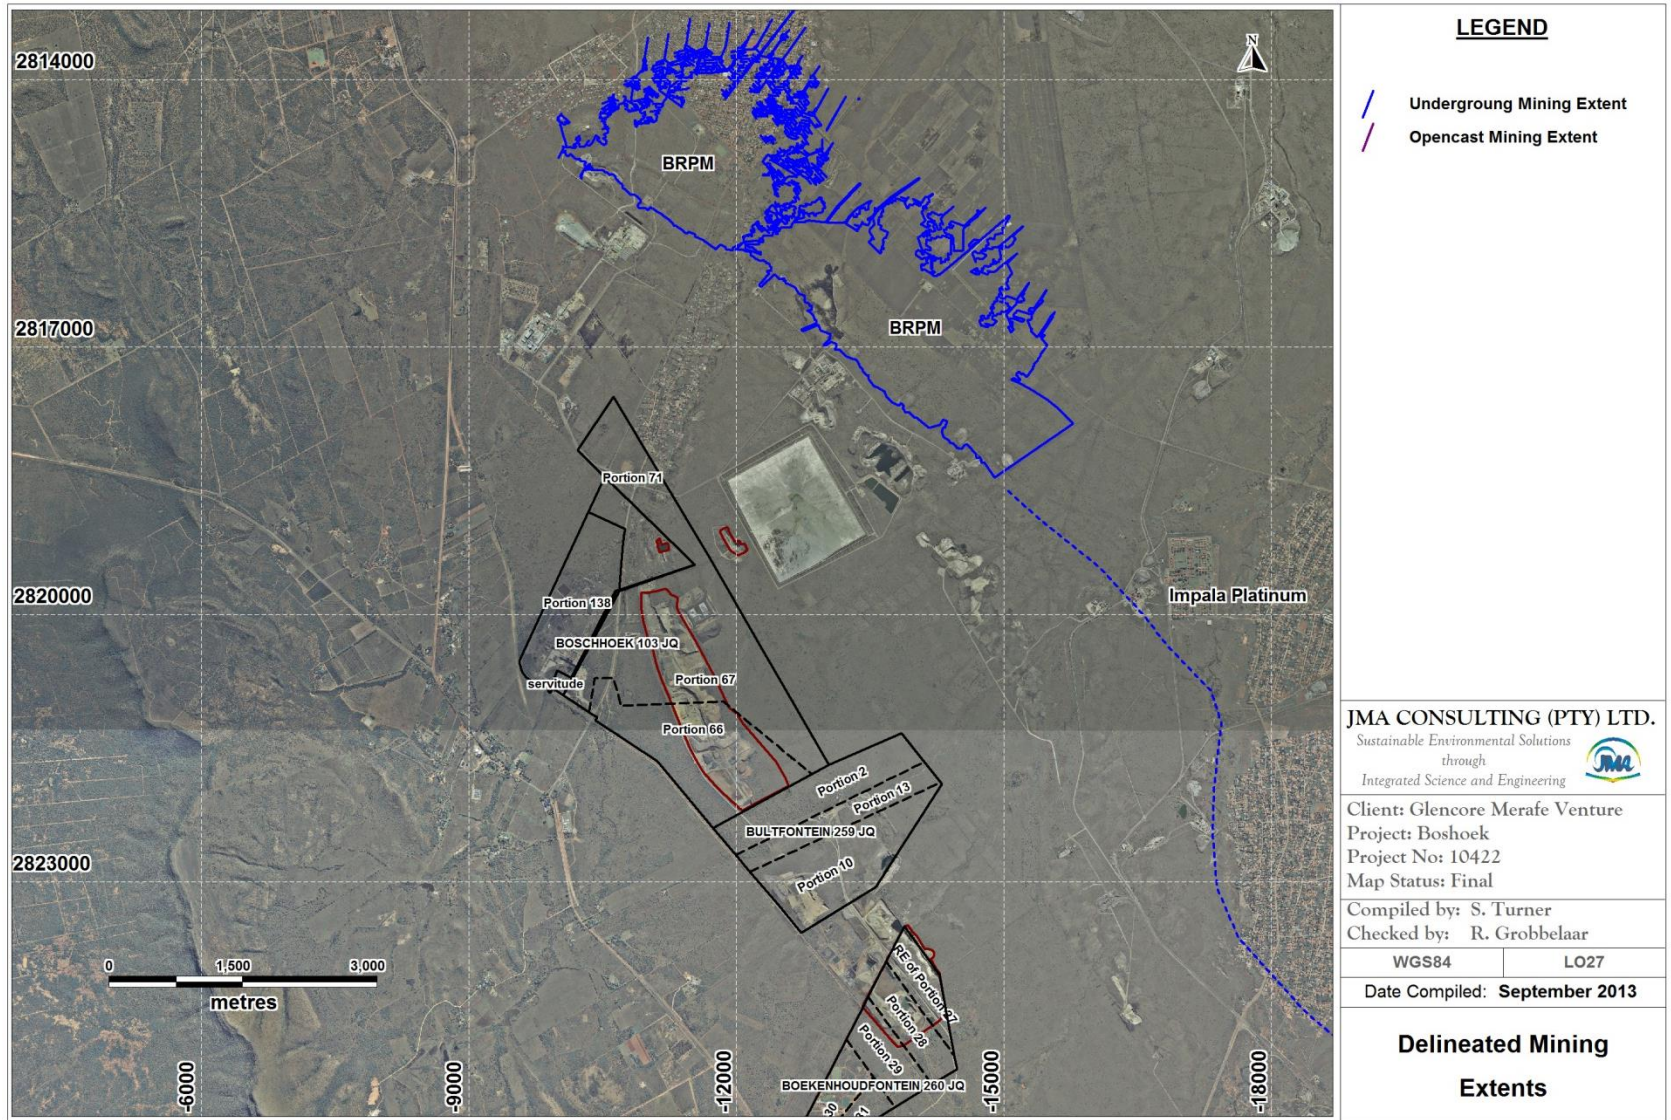 2814000
2817000
2820000
2823000
N
BRPM
BRPM
Portion 71
Portion 138
BOSCHHOEK 103 JQ
servitude
Portion 67
Portion 66
Impala Platinum
Portion 2
Portion 13
BULTFONTEIN 259 JQ
Portion 10
RE of Portion 27
Portion 28
Portion 29
BOEKENHOUDFONTEIN 260 JQ
0 1,500 3,000
metres
-6000
-9000
-12000
-15000
-18000
LEGEND
Undergroung Mining Extent
Opencast Mining Extent
JMA CONSULTING (PTY) LTD.
Sustainable Environmental Solutions
through
Integrated Science and Engineering
JMA
Client: Glencore Merafe Venture
Project: Boshoek
Project No: 10422
Map Status: Final
Compiled by: S. Turner
Checked by: R. Grobbelaar
WGS84 LO27
Date Compiled: September 2013
Delineated Mining
Extents